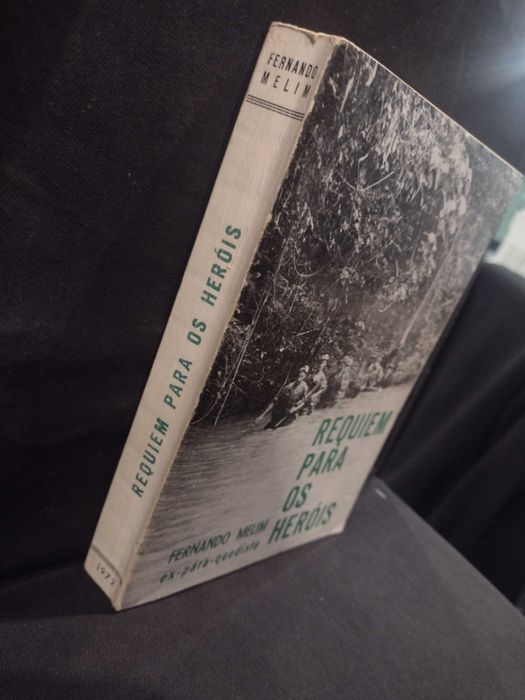 FERNANDO
MELIM
REQUIEM PARA OS HERÓIS
1972
REQUIEM
PARA
OS
HERÓIS
FERNANDO MELIM
ex-pára-quedista